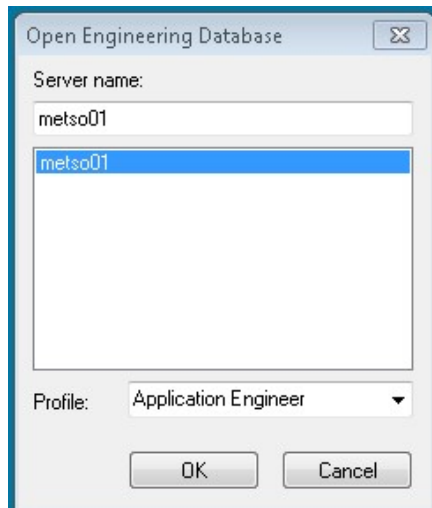 Open Engineering Database
Server name:
metso01
metso01
Profile: Application Engineer
OK Cancel